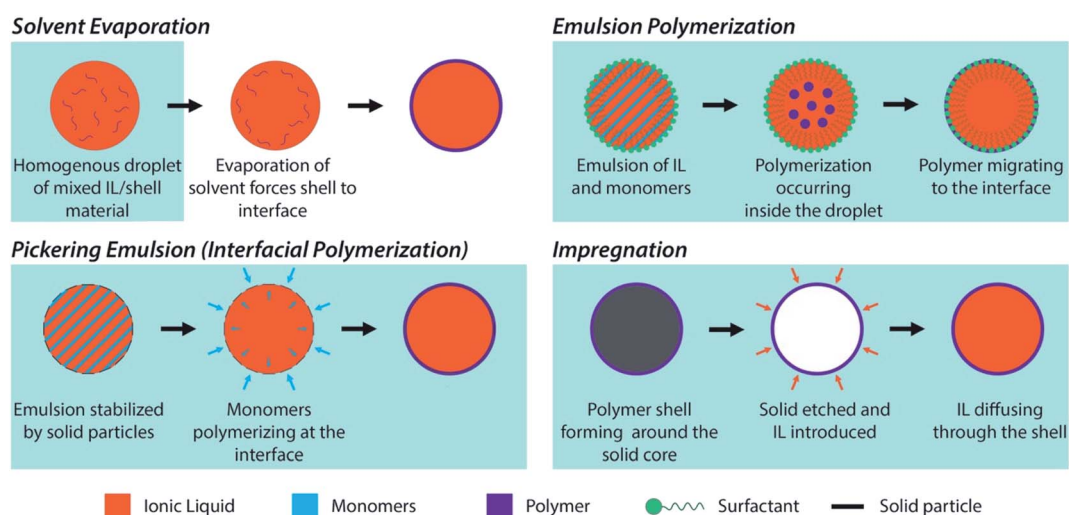 Solvent Evaporation
Homogenous droplet
of mixed IL/shell
material
Evaporation of
solvent forces shell to
interface
Emulsion Polymerization
Emulsion of IL
and monomers
Polymerization
occurring
inside the droplet
Polymer migrating
to the interface
Pickering Emulsion (Interfacial Polymerization)
Emulsion stabilized
by solid particles
Monomers
polymerizing at the
interface
Impregnation
Polymer shell
forming around the
solid core
Solid etched and
IL introduced
IL diffusing
through the shell
Ionic Liquid
Monomers
Polymer
Surfactant
Solid particle